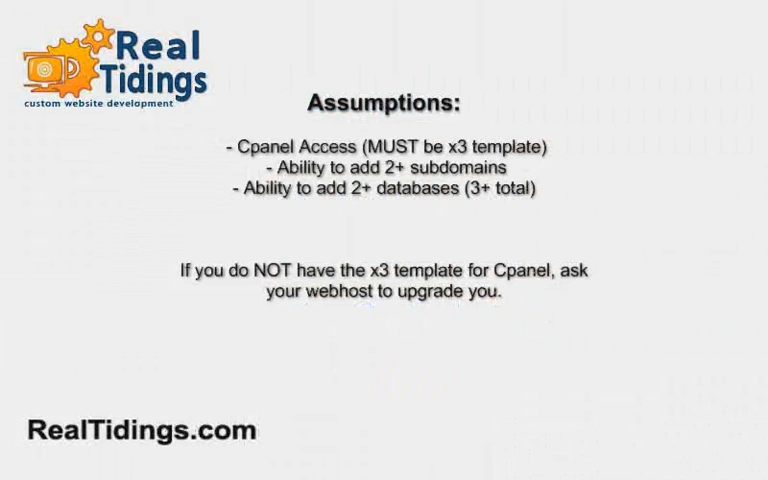 Real
Tidings
custom website development
Assumptions:
- Cpanel Access (MUST be x3 template)
- Ability to add 2+ subdomains
- Ability to add 2+ databases (3+ total)
If you do NOT have the x3 template for Cpanel, ask
your webhost to upgrade you.
RealTidings.com